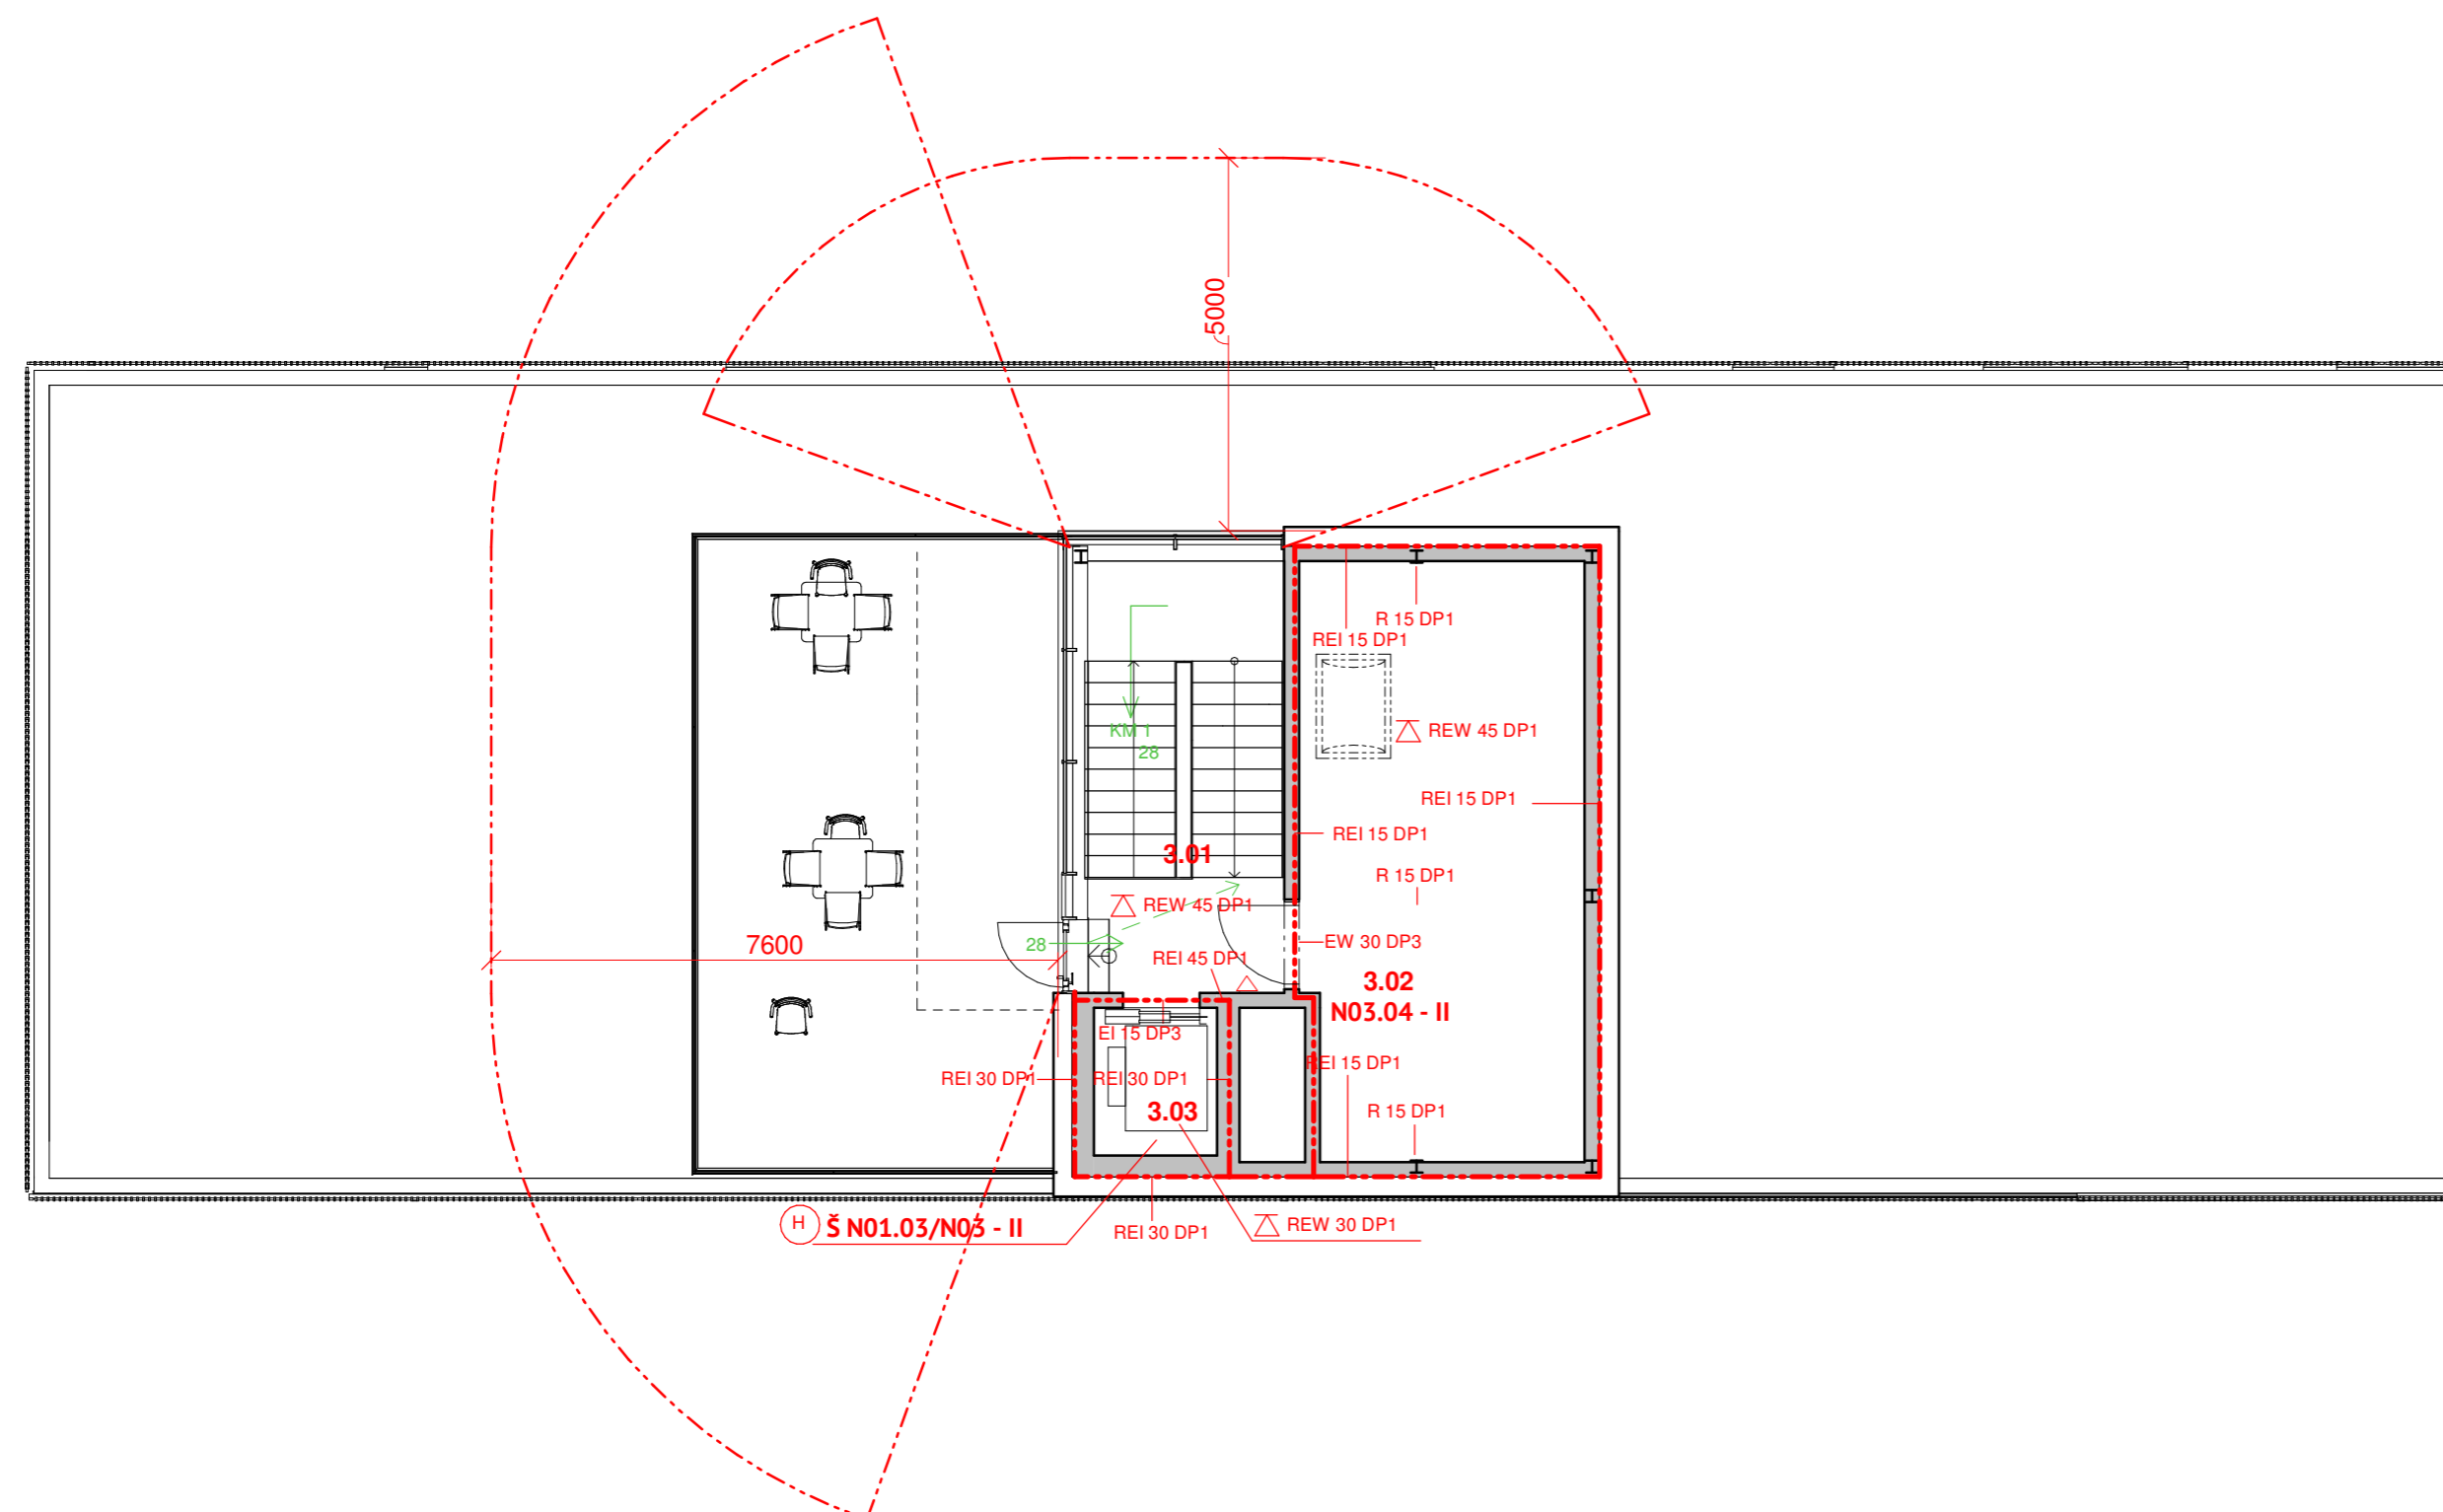 5000
R 15 DP1
REI 15 DP1
KM 1
28
REW 45 DP1
REI 15 DP1
REI 15 DP1
3.01
R 15 DP1
REW 45 DP1
7600
28
EW 30 DP3
REI 45 DP1
3.02
N03.04 - II
EI 15 DP3
REI 15 DP1
REI 30 DP1
REI 30 DP1
3.03
R 15 DP1
H
Š N01.03/N03 - II
REI 30 DP1
REW 30 DP1